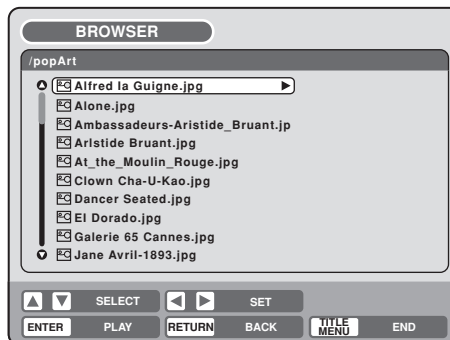 BROWSER
/popArt
Alfred la Guigne.jpg
Alone.jpg
Ambassadeurs-Aristide_Bruant.jp
Arlstide Bruant.jpg
At_the_Moulin_Rouge.jpg
Clown Cha-U-Kao.jpg
Dancer Seated.jpg
El Dorado.jpg
Galerie 65 Cannes.jpg
Jane Avril-1893.jpg
SELECT SET
ENTER PLAY RETURN BACK TITLE MENU END